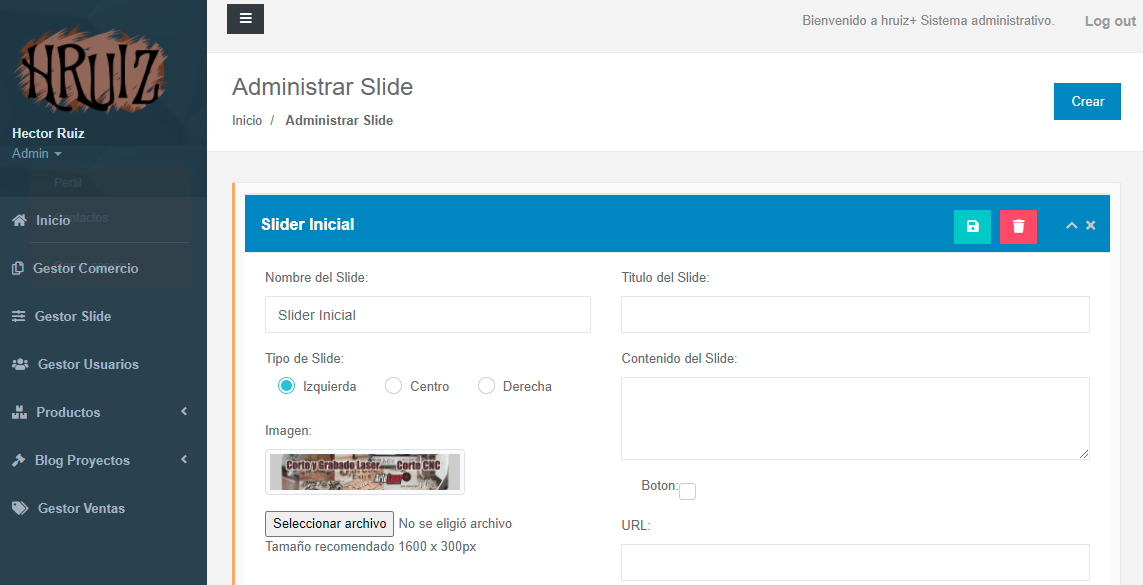 HRUIZ
Hector Ruiz
Admin
Perfil
Inicio
Gestor Comercio
Gestor Slide
Gestor Usuarios
Productos
Blog Proyectos
Gestor Ventas
Bienvenido a hruiz+ Sistema administrativo.
Log out
Administrar Slide
Inicio / Administrar Slide
Crear
Slider Inicial
Nombre del Slide:
Slider Inicial
Tipo de Slide:
Izquierda Centro Derecha
Imagen:
Corte y Grabado Laser Corte CNC
Seleccionar archivo No se eligió archivo
Tamaño recomendado 1600 x 300px
Titulo del Slide:
Contenido del Slide:
Boton:
URL: